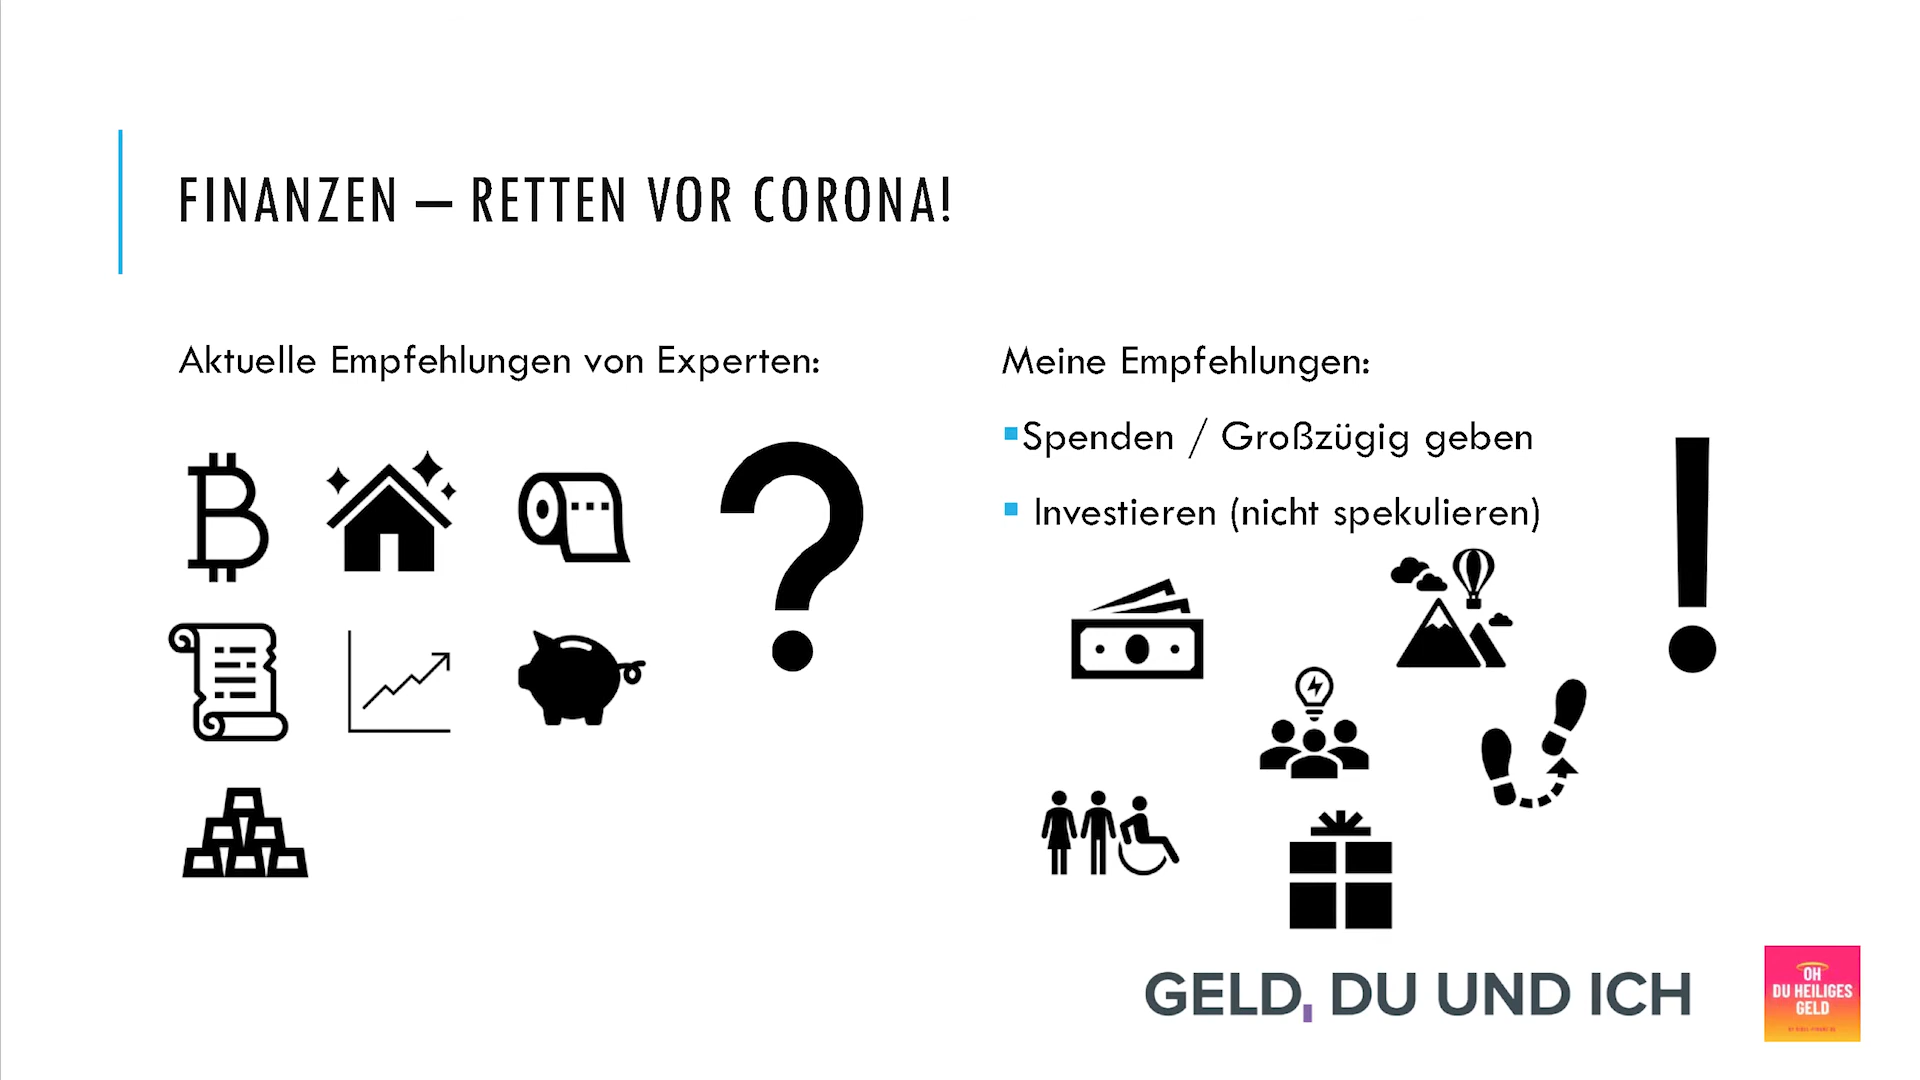 FINANZEN – RETTEN VOR CORONA!
Aktuelle Empfehlungen von Experten:
Meine Empfehlungen:
Spenden / Großzügig geben
Investieren (nicht spekulieren)
GELD, DU UND ICH
OH
DU HEILIGES
GELD